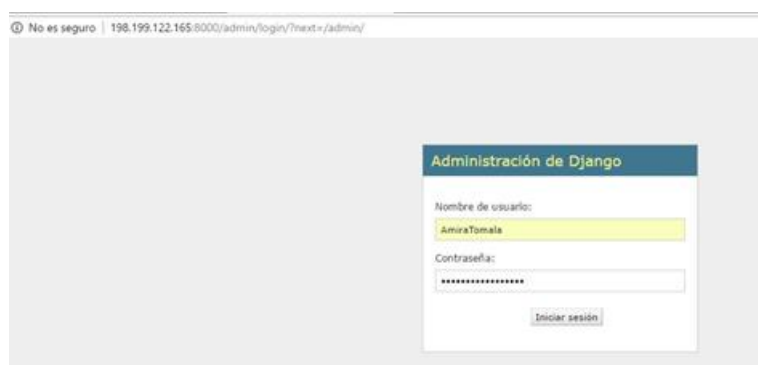 No es seguro | 198.199.122.165:8000/admin/login/?next=/admin/
Administración de Django
Nombre de usuario:
AmiraTomala
Contraseña:
•••••••••••••••••
Iniciar sesión